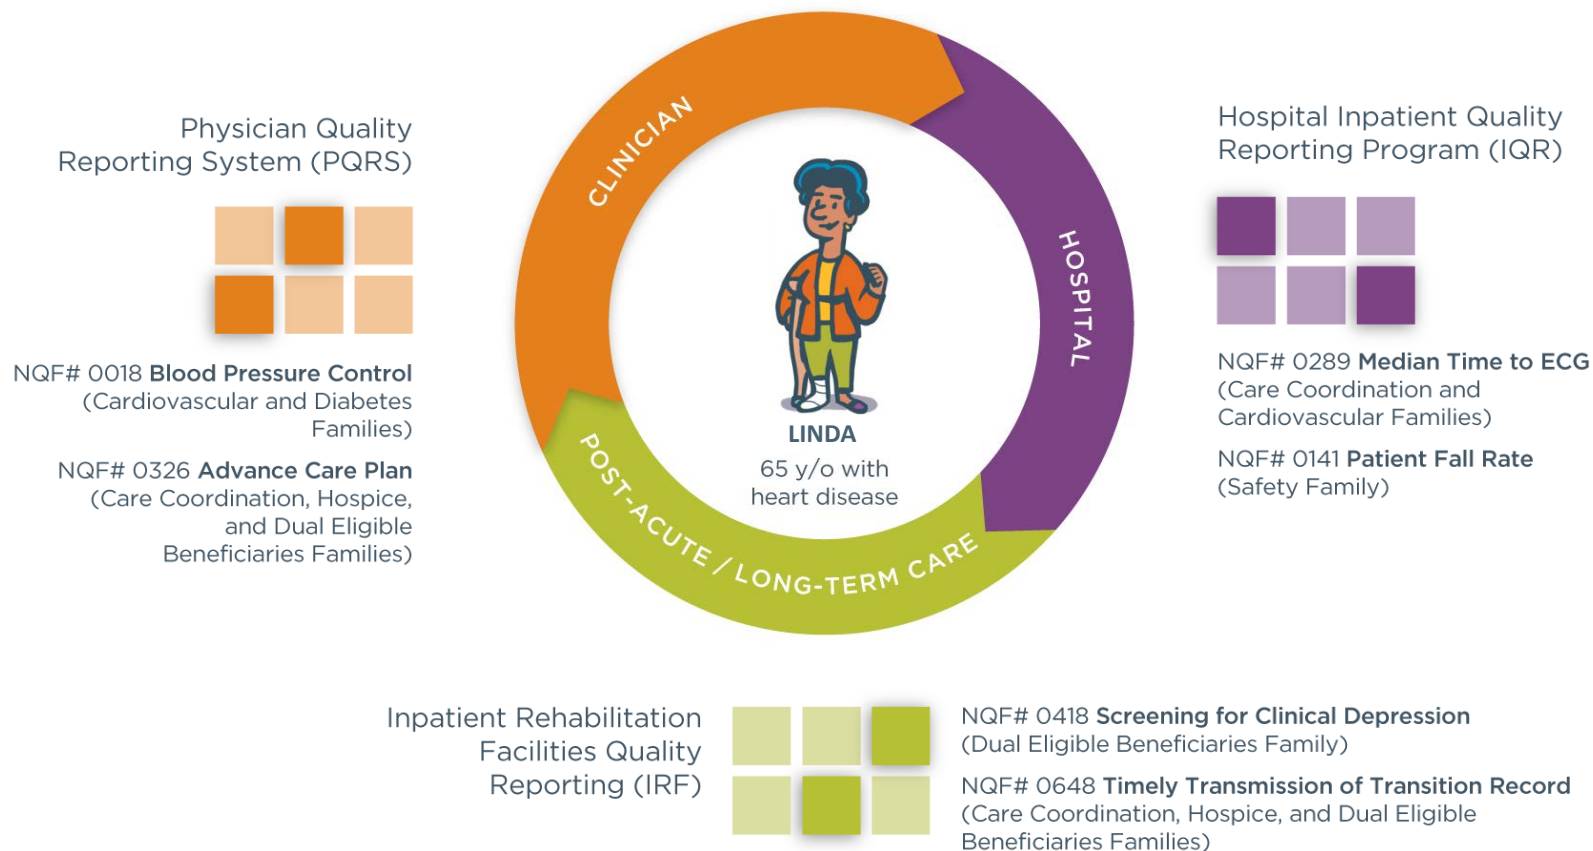 Physician Quality
Reporting System (PQRS)
NQF# 0018 Blood Pressure Control
(Cardiovascular and Diabetes
Families)
NQF# 0326 Advance Care Plan
(Care Coordination, Hospice,
and Dual Eligible
Beneficiaries Families)
CLINICIAN
HOSPITAL
POST-ACUTE / LONG-TERM CARE
LINDA
65 y/o with
heart disease
Hospital Inpatient Quality
Reporting Program (IQR)
NQF# 0289 Median Time to ECG
(Care Coordination and
Cardiovascular Families)
NQF# 0141 Patient Fall Rate
(Safety Family)
Inpatient Rehabilitation
Facilities Quality
Reporting (IRF)
NQF# 0418 Screening for Clinical Depression
(Dual Eligible Beneficiaries Family)
NQF# 0648 Timely Transmission of Transition Record
(Care Coordination, Hospice, and Dual Eligible
Beneficiaries Families)